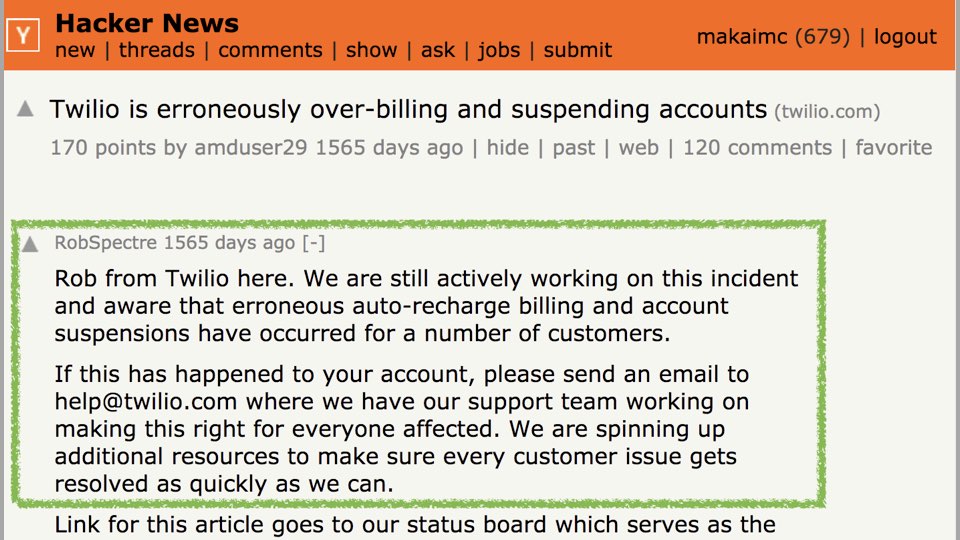 Y
Hacker News
new | threads | comments | show | ask | jobs | submit
makaimc (679) | logout
▲ Twilio is erroneously over-billing and suspending accounts (twilio.com)
170 points by amduser29 1565 days ago | hide | past | web | 120 comments | favorite
▲ RobSpectre 1565 days ago [-]
Rob from Twilio here. We are still actively working on this incident
and aware that erroneous auto-recharge billing and account
suspensions have occurred for a number of customers.
If this has happened to your account, please send an email to
help@twilio.com where we have our support team working on
making this right for everyone affected. We are spinning up
additional resources to make sure every customer issue gets
resolved as quickly as we can.
Link for this article goes to our status board which serves as the